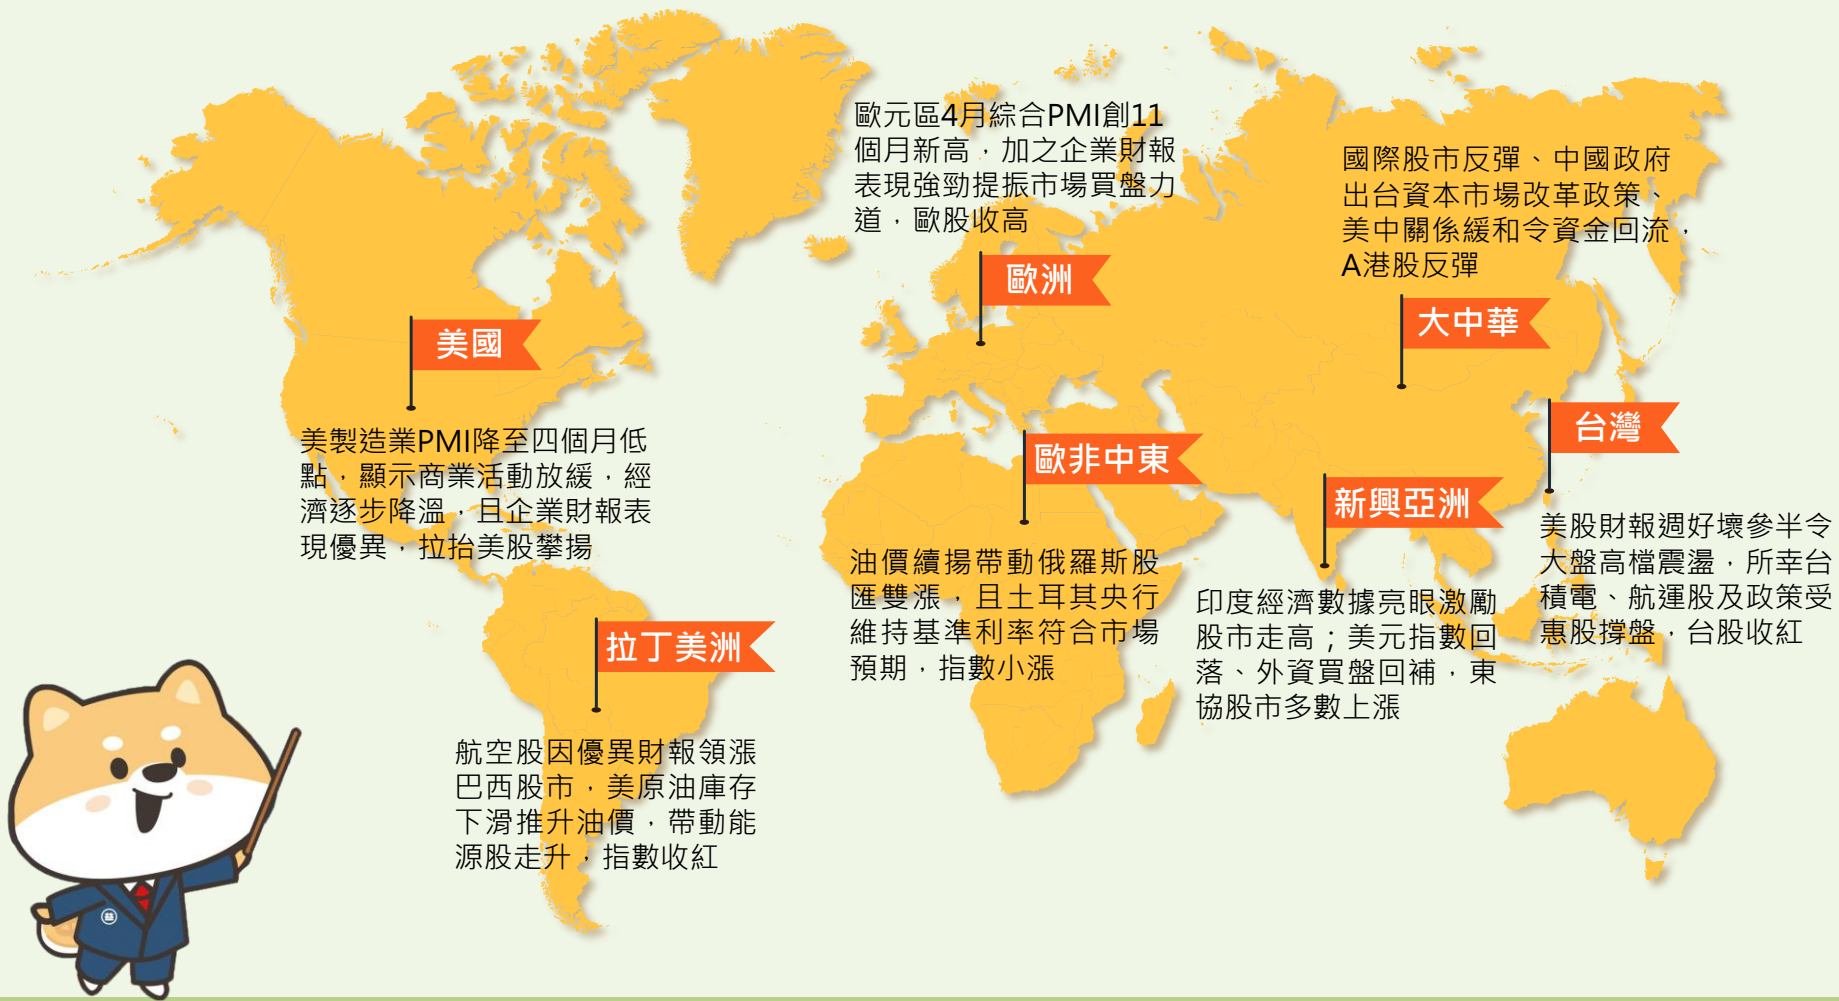 歐元區4月綜合PMI創11
個月新高，加之企業財報
表現強勁提振市場買盤力
道，歐股收高
歐洲
國際股市反彈、中國政府
出台資本市場改革政策、
美中關係緩和令資金回流，
A港股反彈
大中華
美國
美製造業PMI降至四個月低
點，顯示商業活動放緩，經
濟逐步降溫，且企業財報表
現優異，拉抬美股攀揚
歐非中東
油價續揚帶動俄羅斯股
匯雙漲，且土耳其央行
維持基準利率符合市場
預期，指數小漲
台灣
美股財報週好壞參半令
大盤高檔震盪，所幸台
積電、航運股及政策受
惠股撐盤，台股收紅
新興亞洲
印度經濟數據亮眼激勵
股市走高；美元指數回
落、外資買盤回補，東
協股市多數上漲
拉丁美洲
航空股因優異財報領漲
巴西股市，美原油庫存
下滑推升油價，帶動能
源股走升，指數收紅